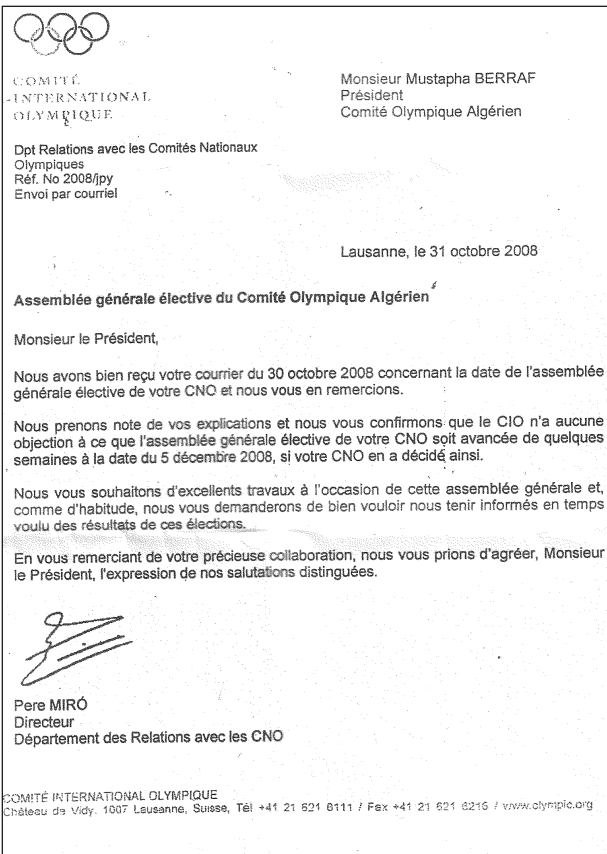 COMITÉ
INTERNATIONAL
OLYMPIQUE
Monsieur Mustapha BERRAF
Président
Comité Olympique Algérien
Dpt Relations avec les Comités Nationaux
Olympiques
Réf. No 2008/jpy
Envoi par courriel
Lausanne, le 31 octobre 2008
Assemblée générale élective du Comité Olympique Algérien
Monsieur le Président,
Nous avons bien reçu votre courrier du 30 octobre 2008 concernant la date de l'assemblée
générale élective de votre CNO et nous vous en remercions.
Nous prenons note de vos explications et nous vous confirmons que le CIO n'a aucune
objection à ce que l'assemblée générale élective de votre CNO soit avancée de quelques
semaines à la date du 5 décembre 2008, si votre CNO en a décidé ainsi.
Nous vous souhaitons d'excellents travaux à l'occasion de cette assemblée générale et,
comme d'habitude, nous vous demanderons de bien vouloir nous tenir informés en temps
voulu des résultats de ces élections.
En vous remerciant de votre précieuse collaboration, nous vous prions d'agréer, Monsieur
le Président, l'expression de nos salutations distinguées.
Pere MIRÓ
Directeur
Département des Relations avec les CNO
COMITÉ INTERNATIONAL OLYMPIQUE
Château de Vidy, 1007 Lausanne, Suisse, Tél +41 21 621 6111 / Fax +41 21 621 6216 / www.olympic.org